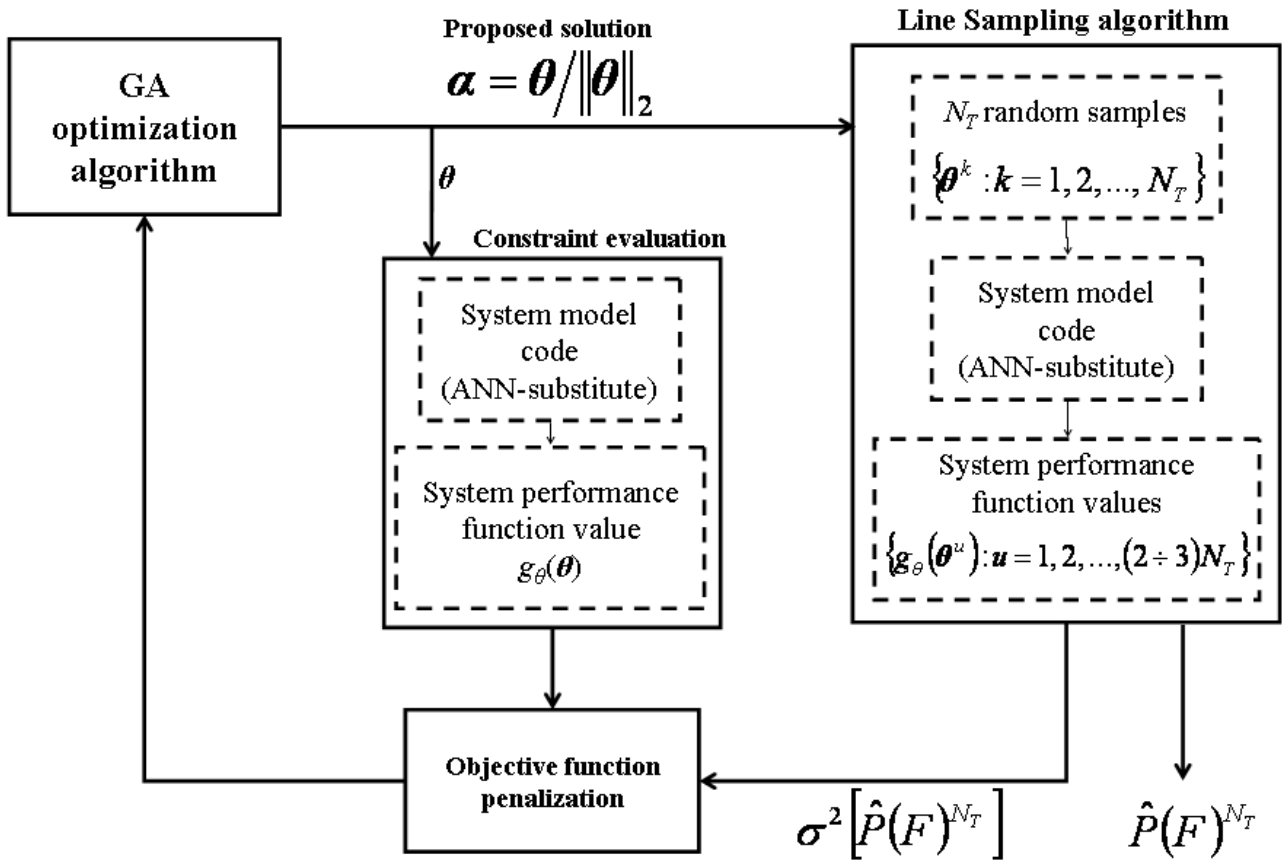 GA
optimization
algorithm
Proposed solution
α = θ/‖θ‖₂
θ
Line Sampling algorithm
N_T random samples
{θ^k : k = 1, 2, ..., N_T}
System model
code
(ANN-substitute)
System performance
function values
{g_θ(θ^u): u = 1, 2, ..., (2 ÷ 3)N_T}
Constraint evaluation
System model
code
(ANN-substitute)
System performance
function value
g_θ(θ)
Objective function
penalization
σ²[P̂(F)^{N_T}]
P̂(F)^{N_T}